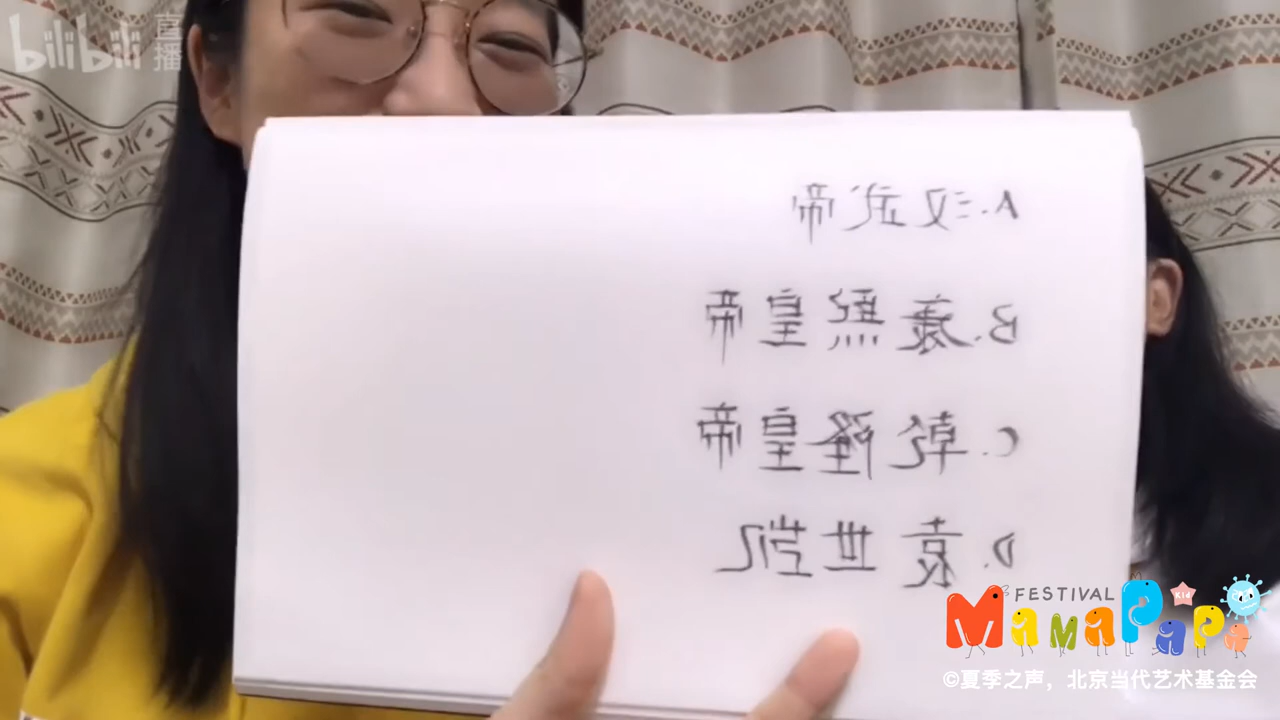 bilibili 直播
A.汉武帝
B.康熙皇帝
C.乾隆皇帝
D.袁世凯
FESTIVAL
MamaPapa
Kid
©夏季之声，北京当代艺术基金会